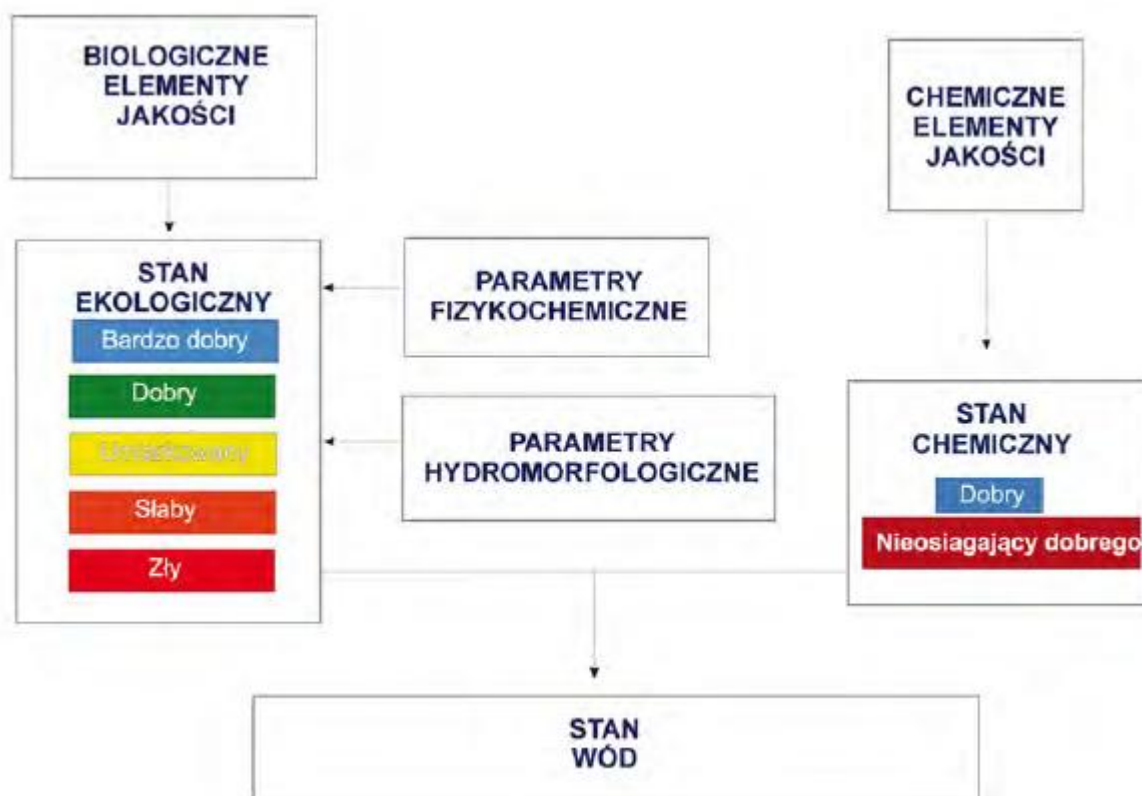 BIOLOGICZNE
ELEMENTY
JAKOŚCI
CHEMICZNE
ELEMENTY
JAKOŚCI
STAN
EKOLOGICZNY
Bardzo dobry
Dobry
Umiarkowany
Słaby
Zły
PARAMETRY
FIZYKOCHEMICZNE
PARAMETRY
HYDROMORFOLOGICZNE
STAN
CHEMICZNY
Dobry
Nieosiagający dobrego
STAN
WÓD